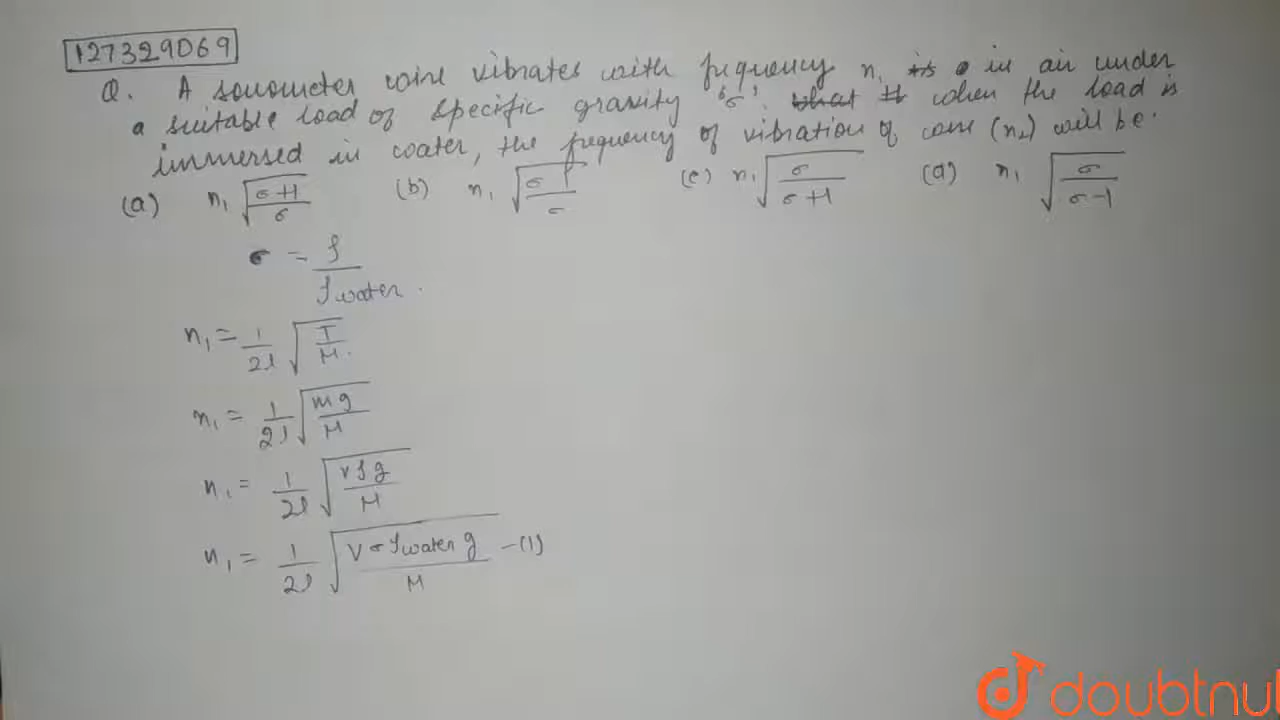 127329069
Q. A sonometer wire vibrates with frequency n₁ in air under
a suitable load of specific gravity 'σ'. when the load is
immersed in water, the frequency of vibration of wire (n₂) will be.
(a) n₁ √((σ+1)/σ) (b) n₁ √((σ-1)/σ) (c) n₁ √(σ/(σ+1)) (d) n₁ √(σ/(σ-1))
σ = ρ/ρwater.
n₁ = 1/2l √(T/μ).
n₁ = 1/2l √(mg/μ)
n₁ = 1/2l √(vρg/μ)
n₁ = 1/2l √(Vσρwater g/μ) -(1)
doubtnut